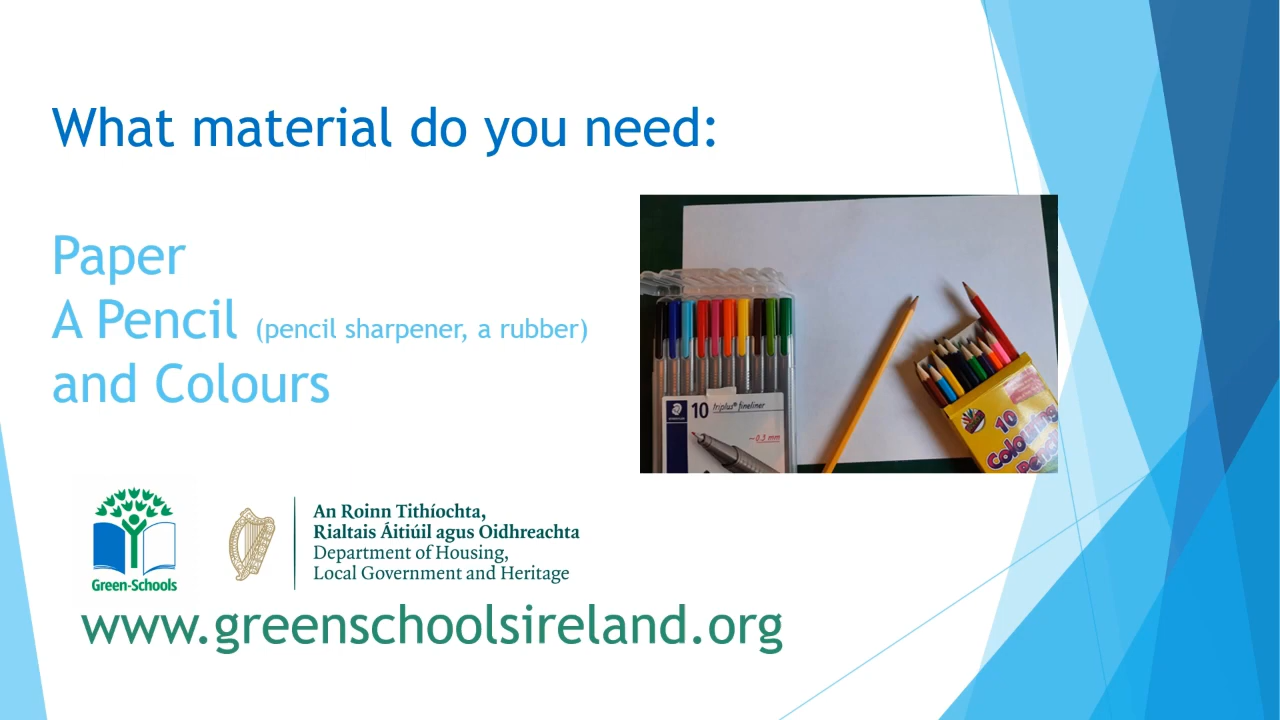 What material do you need:
Paper
A Pencil (pencil sharpener, a rubber)
and Colours
10 triplus® fineliner
~0.3 mm
STAEDTLER
10
Colouring
Green-Schools
An Roinn Tithíochta,
Rialtais Áitiúil agus Oidhreachta
Department of Housing,
Local Government and Heritage
www.greenschoolsireland.org